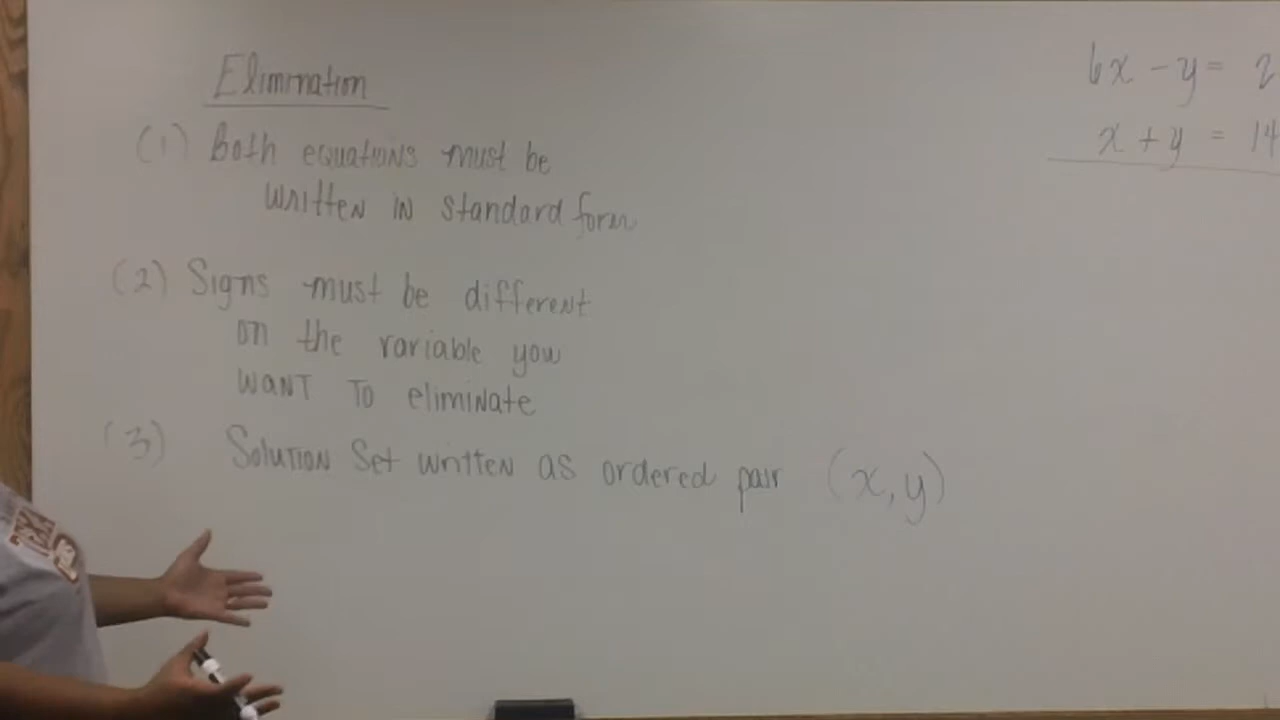 Elimination
(1) Both equations must be
written in standard form
(2) Signs must be different
on the variable you
want to eliminate
(3) Solution Set written as ordered pair (x, y)
6x - y = 2
x + y = 14